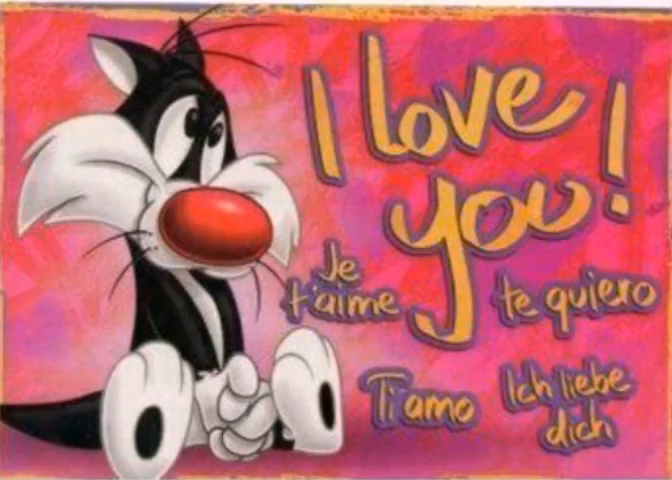 I love
you!
Je
t'aime
te quiero
Ti amo
Ich liebe
dich